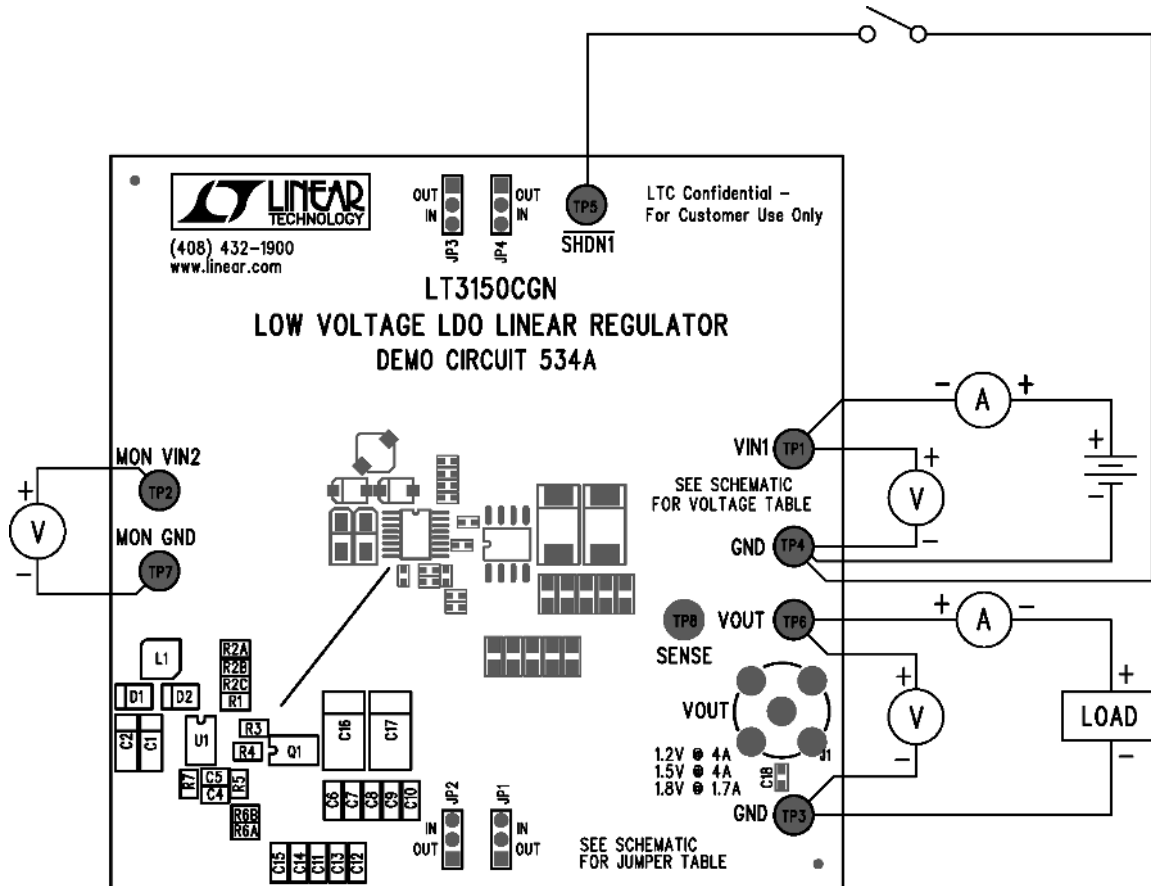 LINEAR
TECHNOLOGY
(408) 432-1900
www.linear.com
OUT
IN
JP3
OUT
IN
JP4
TP5
SHDN1
LTC Confidential -
For Customer Use Only
LT3150CGN
LOW VOLTAGE LDO LINEAR REGULATOR
DEMO CIRCUIT 534A
- A +
VIN1
TP1
+
V
-
+
-
SEE SCHEMATIC
FOR VOLTAGE TABLE
GND
TP4
MON VIN2
TP2
+
V
-
MON GND
TP7
TP8
SENSE
VOUT
TP6
+ A -
+
V
-
+
LOAD
-
VOUT
J1
1.2V @ 4A
1.5V @ 4A
1.8V @ 1.7A
C18
GND
TP3
L1
R2A
R2B
R2C
R1
D1
D2
C2
C1
U1
R3
R4
Q1
C16
C17
R7
C5
C4
R5
R6B
R6A
C6
C7
C8
C9
C10
C15
C14
C11
C13
C12
JP2
IN
OUT
JP1
IN
OUT
SEE SCHEMATIC
FOR JUMPER TABLE